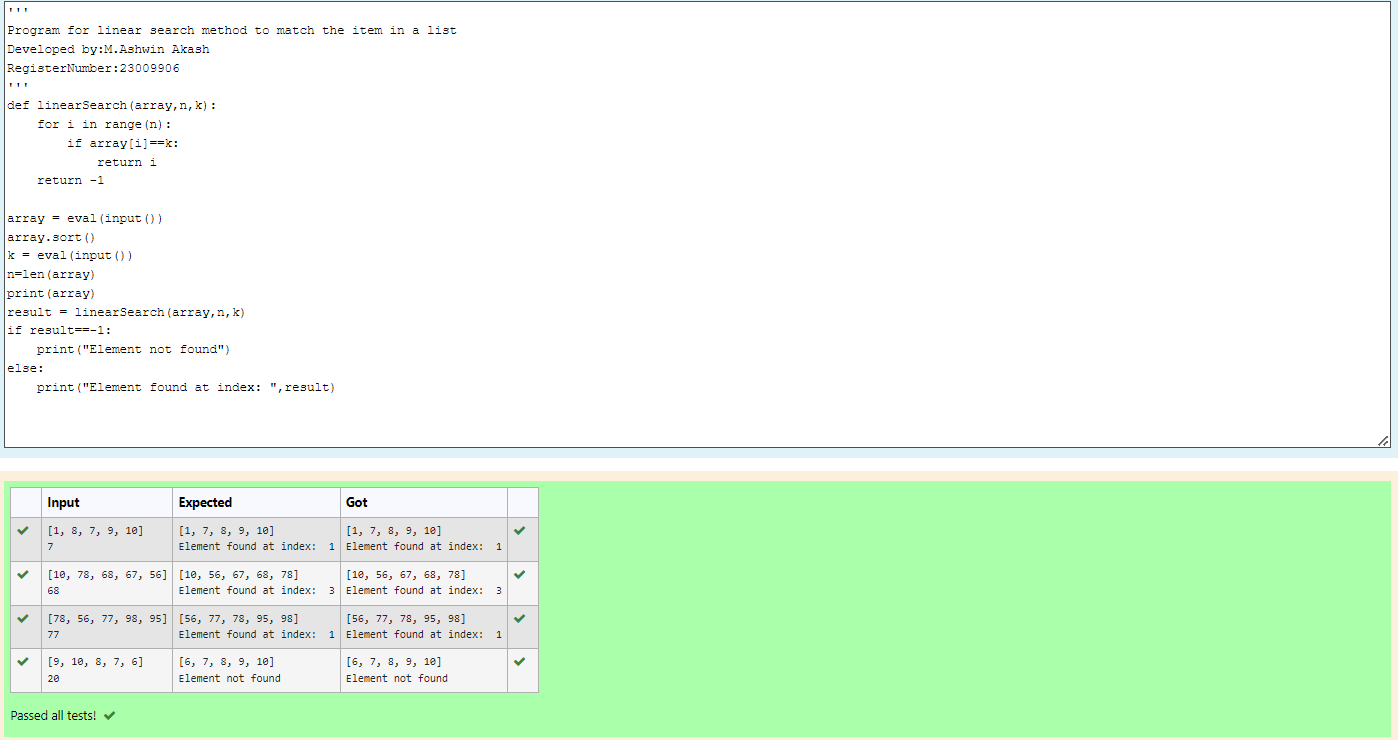 '''
Program for linear search method to match the item in a list
Developed by:M.Ashwin Akash
RegisterNumber:23009906
'''
def linearSearch(array,n,k):
    for i in range(n):
        if array[i]==k:
            return i
    return -1

array = eval(input())
array.sort()
k = eval(input())
n=len(array)
print(array)
result = linearSearch(array,n,k)
if result==-1:
    print("Element not found")
else:
    print("Element found at index: ",result)
Input Expected Got
[1, 8, 7, 9, 10] [1, 7, 8, 9, 10] [1, 7, 8, 9, 10]
7 Element found at index:  1 Element found at index:  1
[10, 78, 68, 67, 56] [10, 56, 67, 68, 78] [10, 56, 67, 68, 78]
68 Element found at index:  3 Element found at index:  3
[78, 56, 77, 98, 95] [56, 77, 78, 95, 98] [56, 77, 78, 95, 98]
77 Element found at index:  1 Element found at index:  1
[9, 10, 8, 7, 6] [6, 7, 8, 9, 10] [6, 7, 8, 9, 10]
20 Element not found Element not found
Passed all tests!